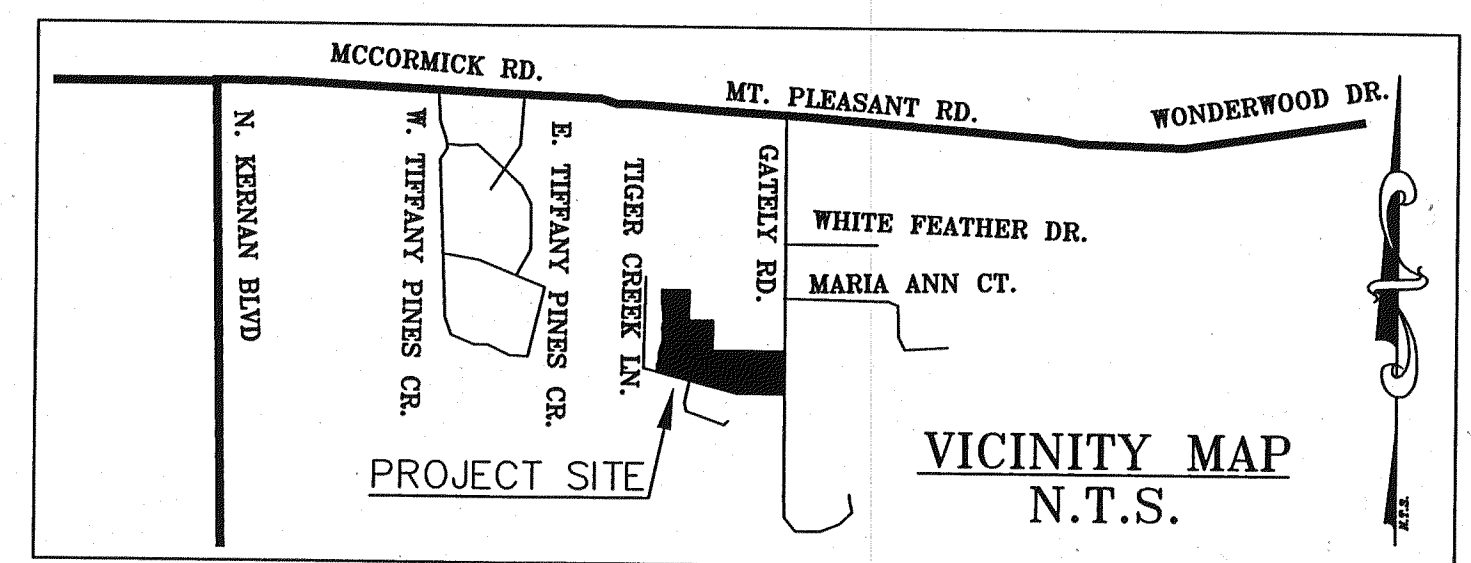 MCCORMICK RD.
MT. PLEASANT RD.
WONDERWOOD DR.
N. KERNAN BLVD
W. TIFFANY PINES CR.
E. TIFFANY PINES CR.
TIGER CREEK LN.
GATELY RD.
WHITE FEATHER DR.
MARIA ANN CT.
PROJECT SITE
VICINITY MAP
N.T.S.
N.T.S.